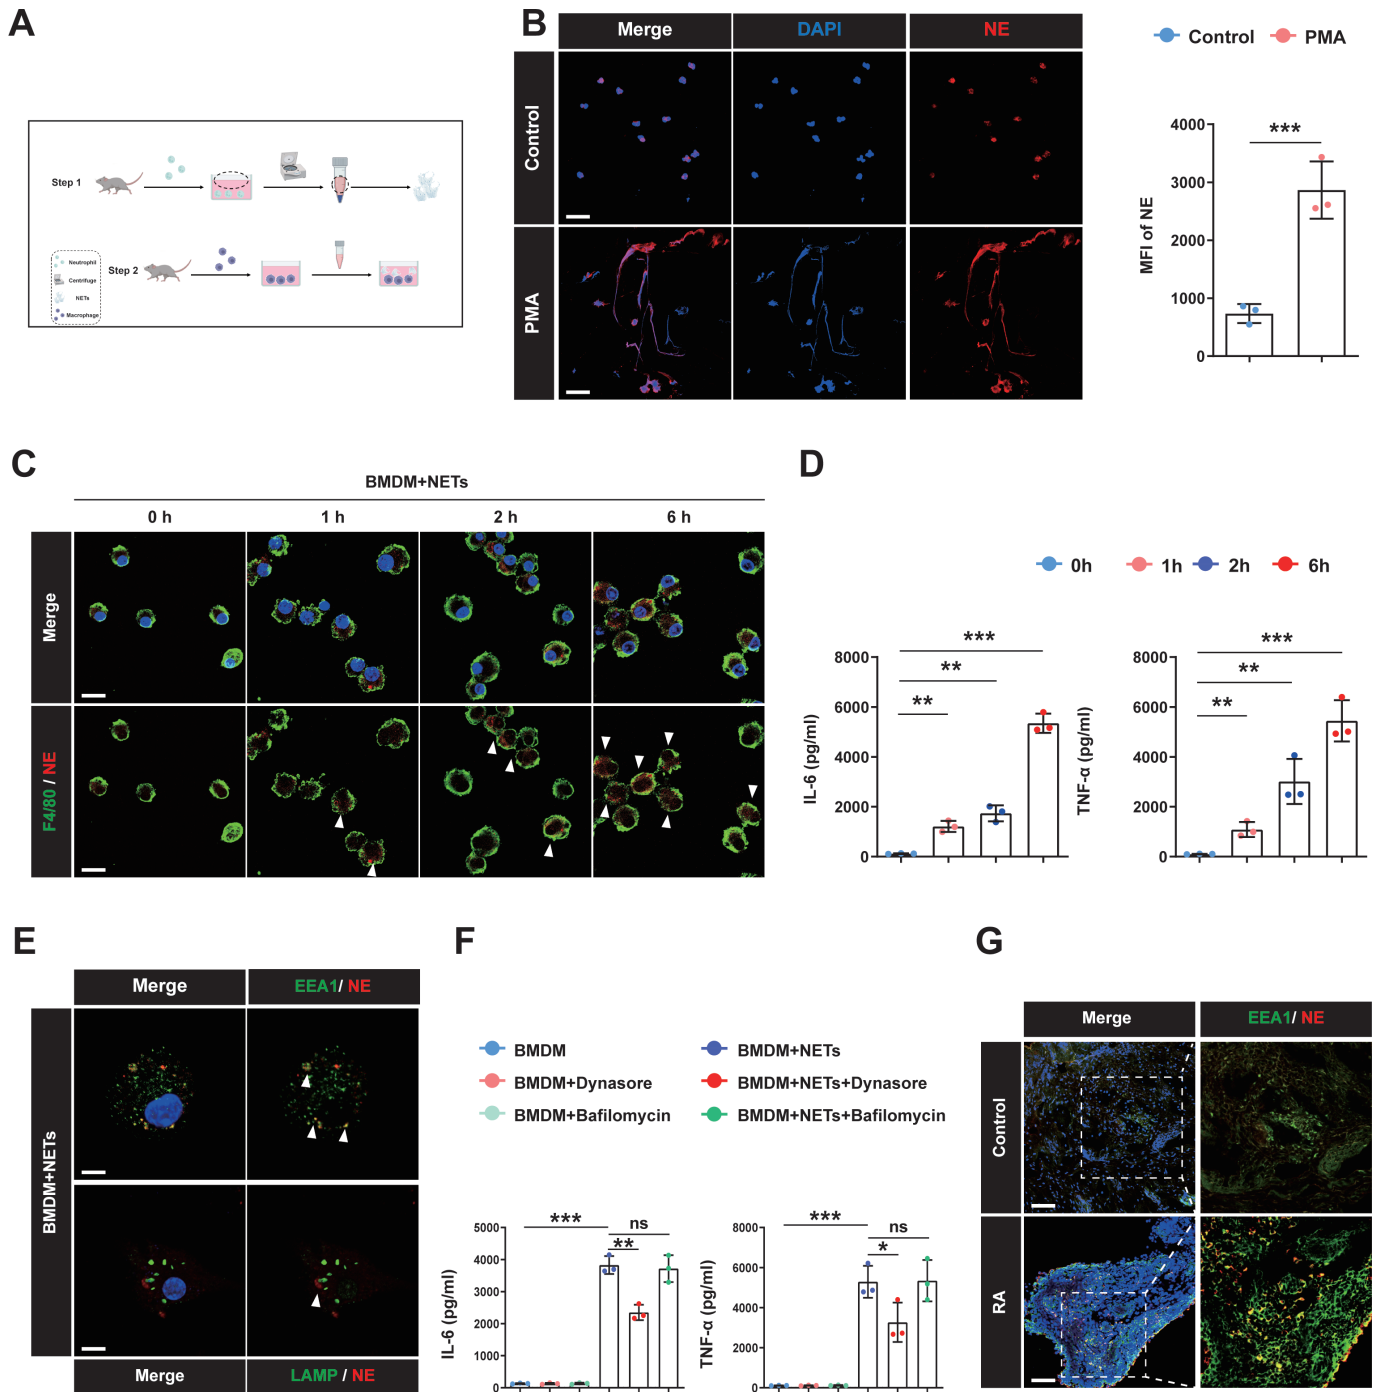 A
Step 1
Step 2
Neutrophil
Centrifuge
NETs
Macrophage
B
Merge DAPI NE
Control
PMA
Control PMA
***
4000
3000
2000
1000
0
MFI of NE
C
BMDM+NETs
0 h 1 h 2 h 6 h
Merge
F4/80 / NE
D
0h 1h 2h 6h
***
**
**
8000
6000
4000
2000
0
IL-6 (pg/ml)
***
**
**
8000
6000
4000
2000
0
TNF-α (pg/ml)
E
Merge EEA1/ NE
BMDM+NETs
Merge LAMP / NE
F
BMDM BMDM+NETs
BMDM+Dynasore BMDM+NETs+Dynasore
BMDM+Bafilomycin BMDM+NETs+Bafilomycin
*** ns
**
5000
4000
3000
2000
1000
0
IL-6 (pg/ml)
*** ns
*
8000
6000
4000
2000
0
TNF-α (pg/ml)
G
Merge EEA1/ NE
Control
RA